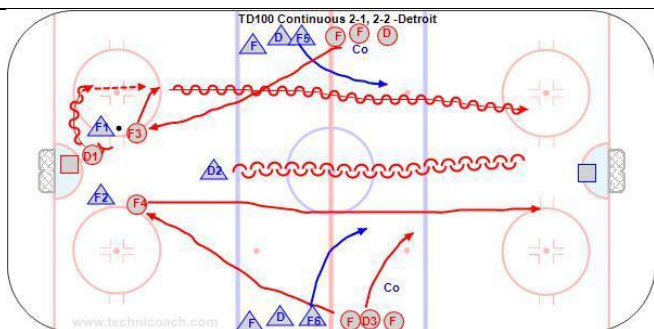 TD100 Continuous 2-1, 2-2 -Detroit
F D F5 F F D
Co
F1 F3
D1
D2
F2 F4
Co
F D F6 F D3 F
www.technicoach.com